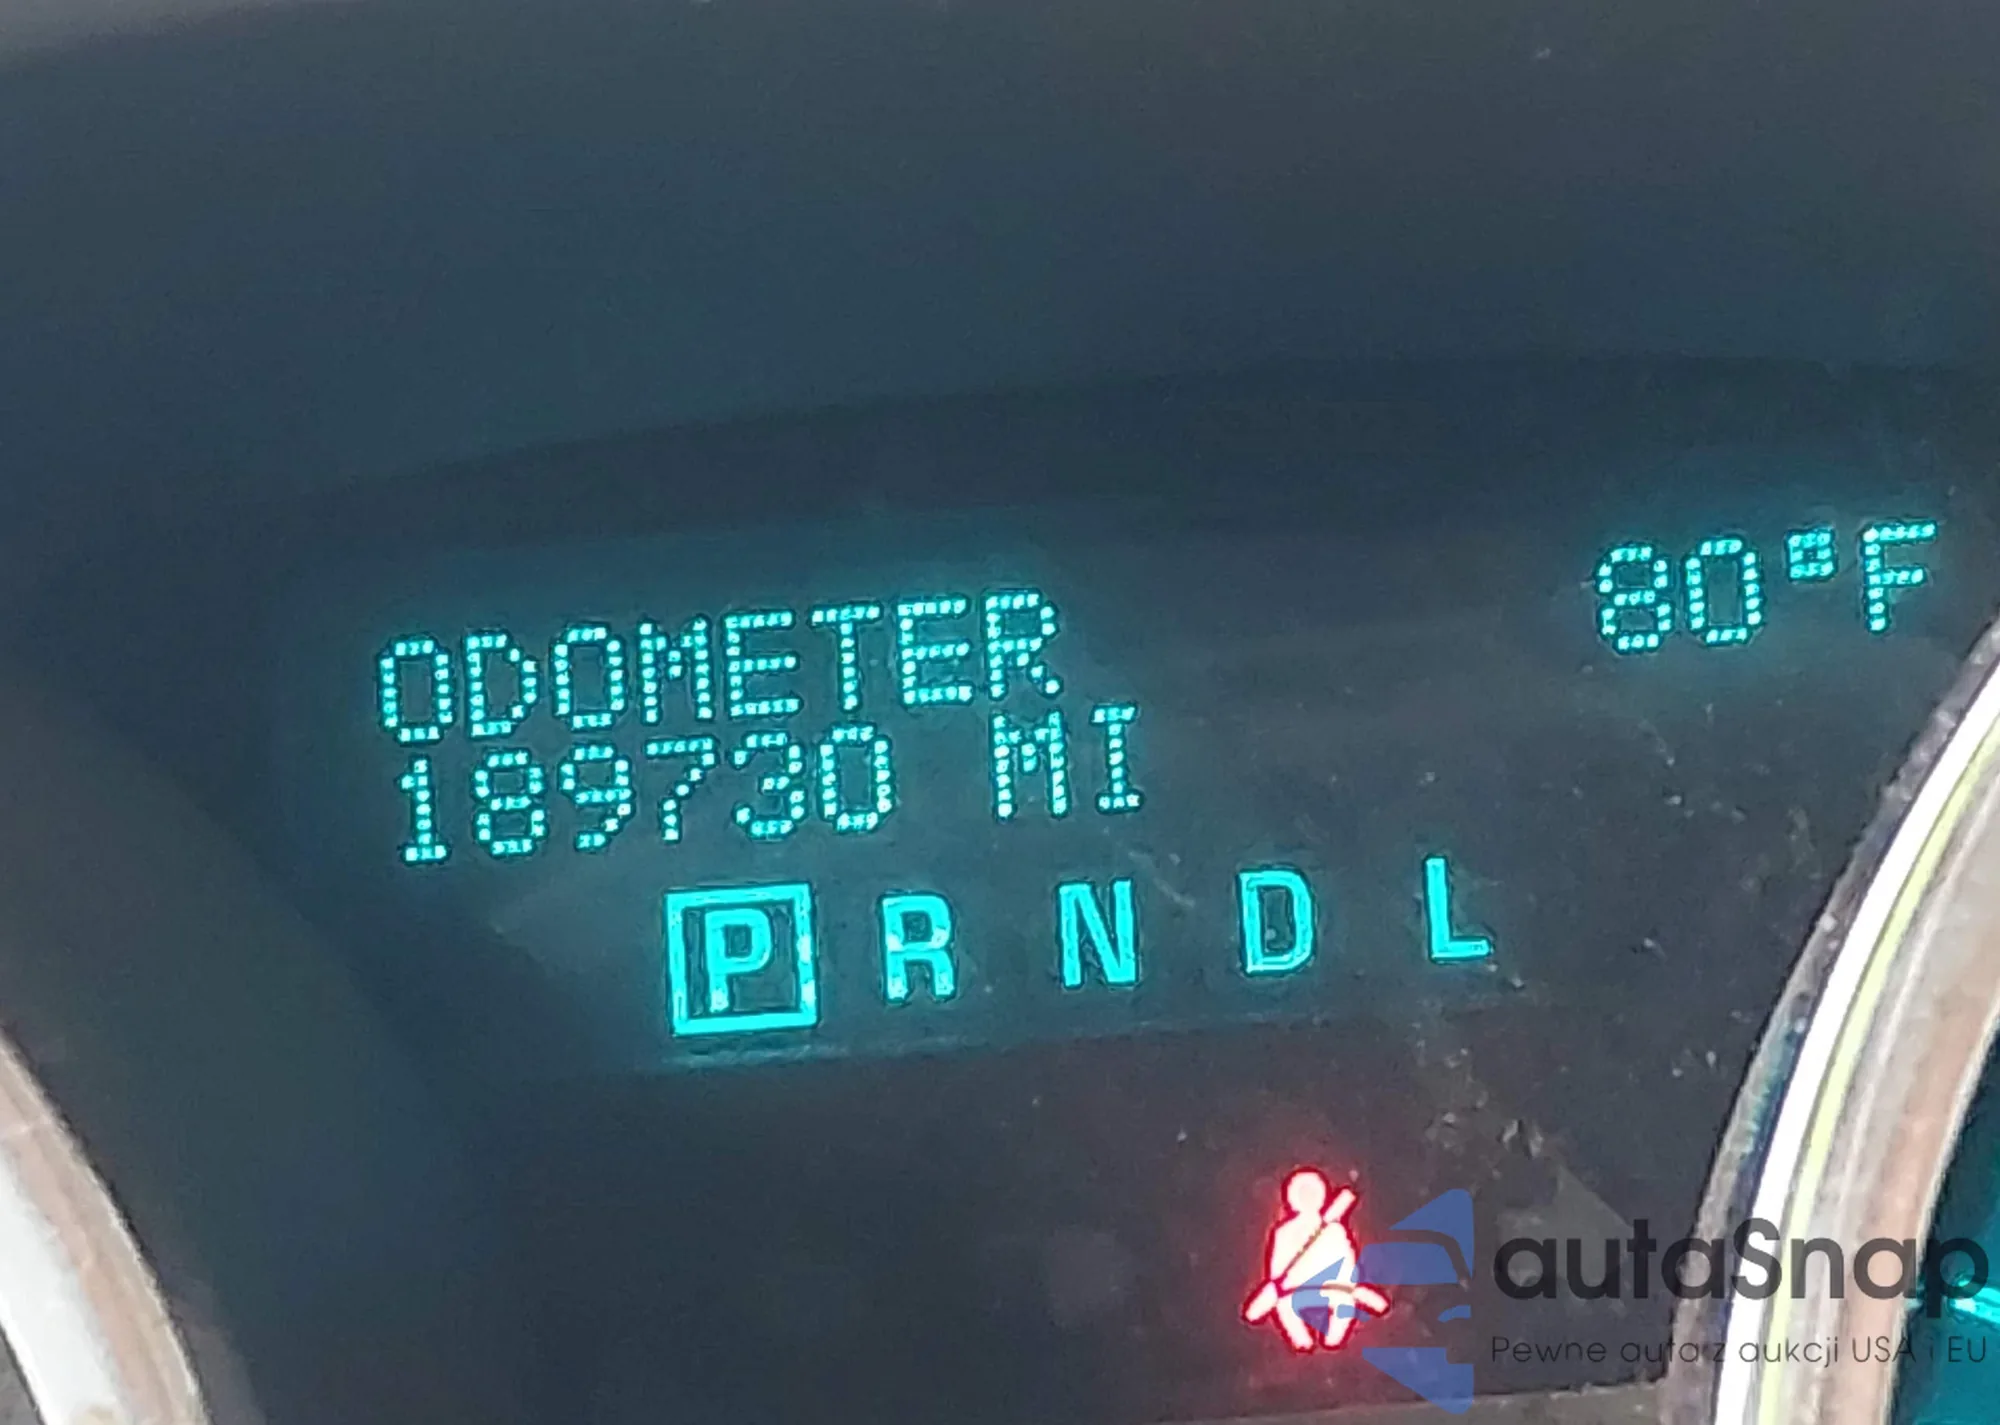 80°F
ODOMETER
189730 MI
P R N D L
autaSnap
Pewne auta z aukcji USA i EU